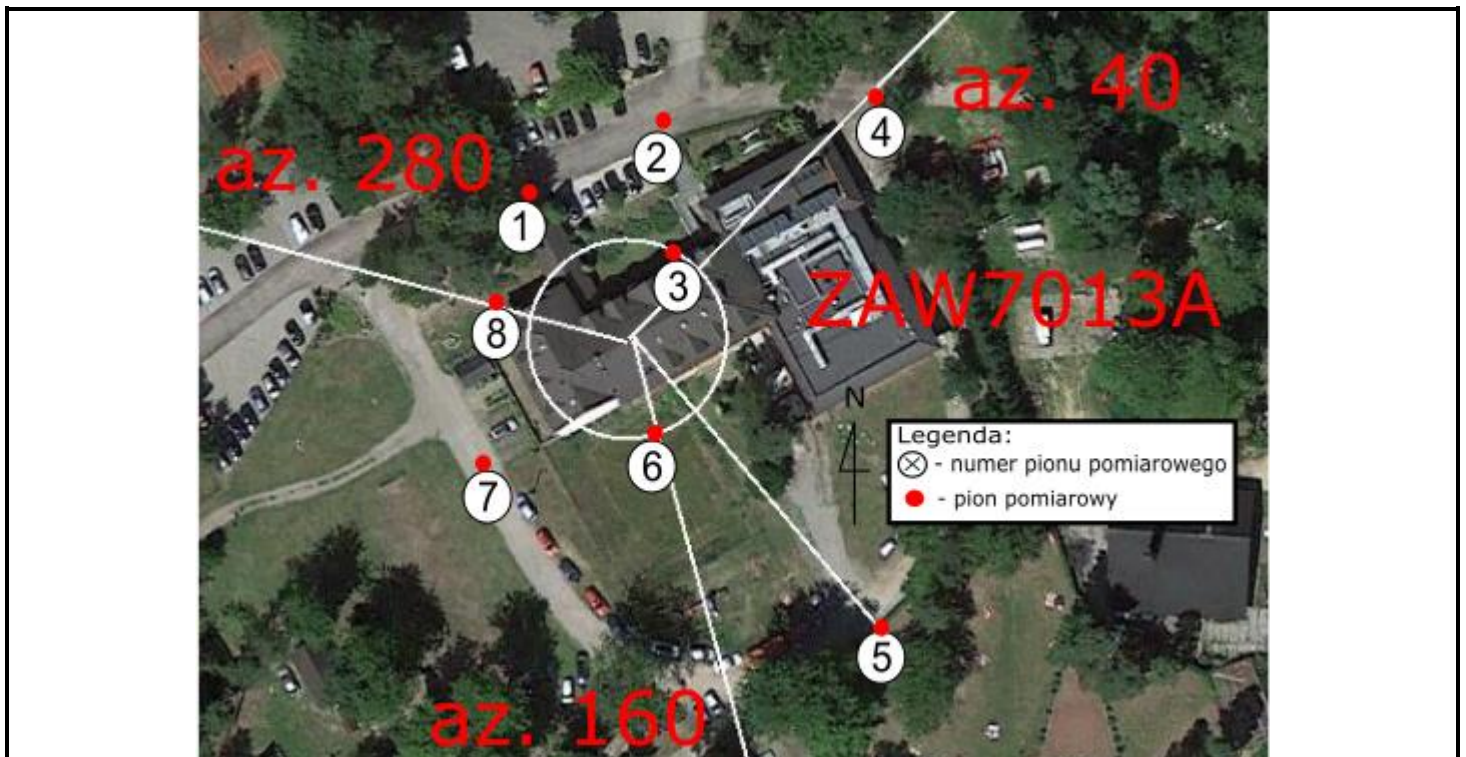 az. 40
4
2
az. 280
1
3
ZAW7013A
8
N
Legenda:
- numer pionu pomiarowego
- pion pomiarowy
6
7
5
az. 160